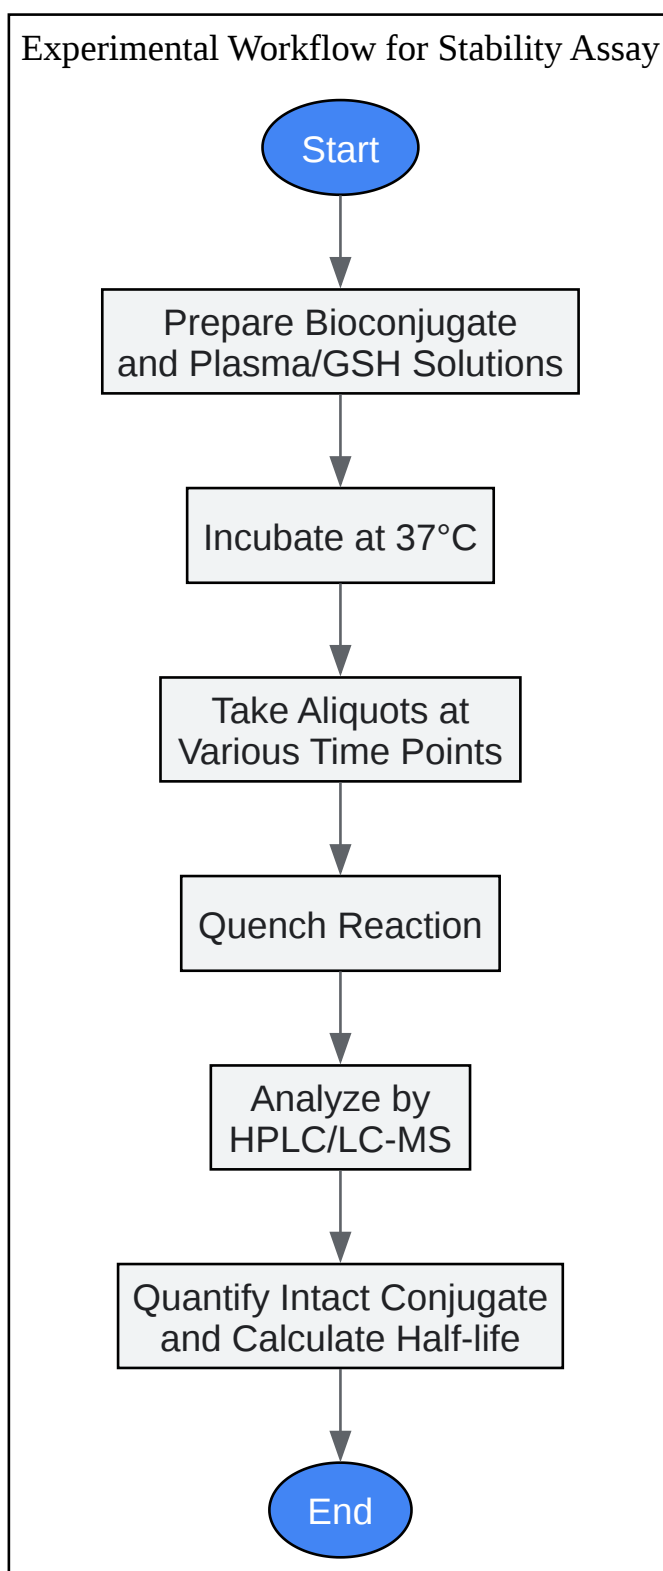 Experimental Workflow for Stability Assay
Start
Prepare Bioconjugate
and Plasma/GSH Solutions
Incubate at 37°C
Take Aliquots at
Various Time Points
Quench Reaction
Analyze by
HPLC/LC-MS
Quantify Intact Conjugate
and Calculate Half-life
End